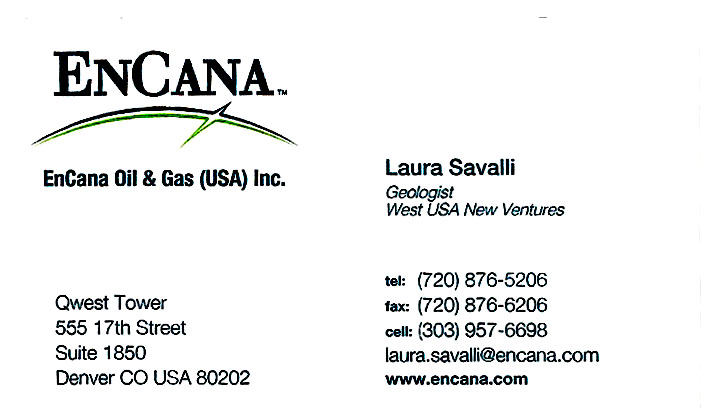 ENCANA™
EnCana Oil & Gas (USA) Inc.
Laura Savalli
Geologist
West USA New Ventures
Qwest Tower
555 17th Street
Suite 1850
Denver CO USA 80202
tel: (720) 876-5206
fax: (720) 876-6206
cell: (303) 957-6698
laura.savalli@encana.com
www.encana.com